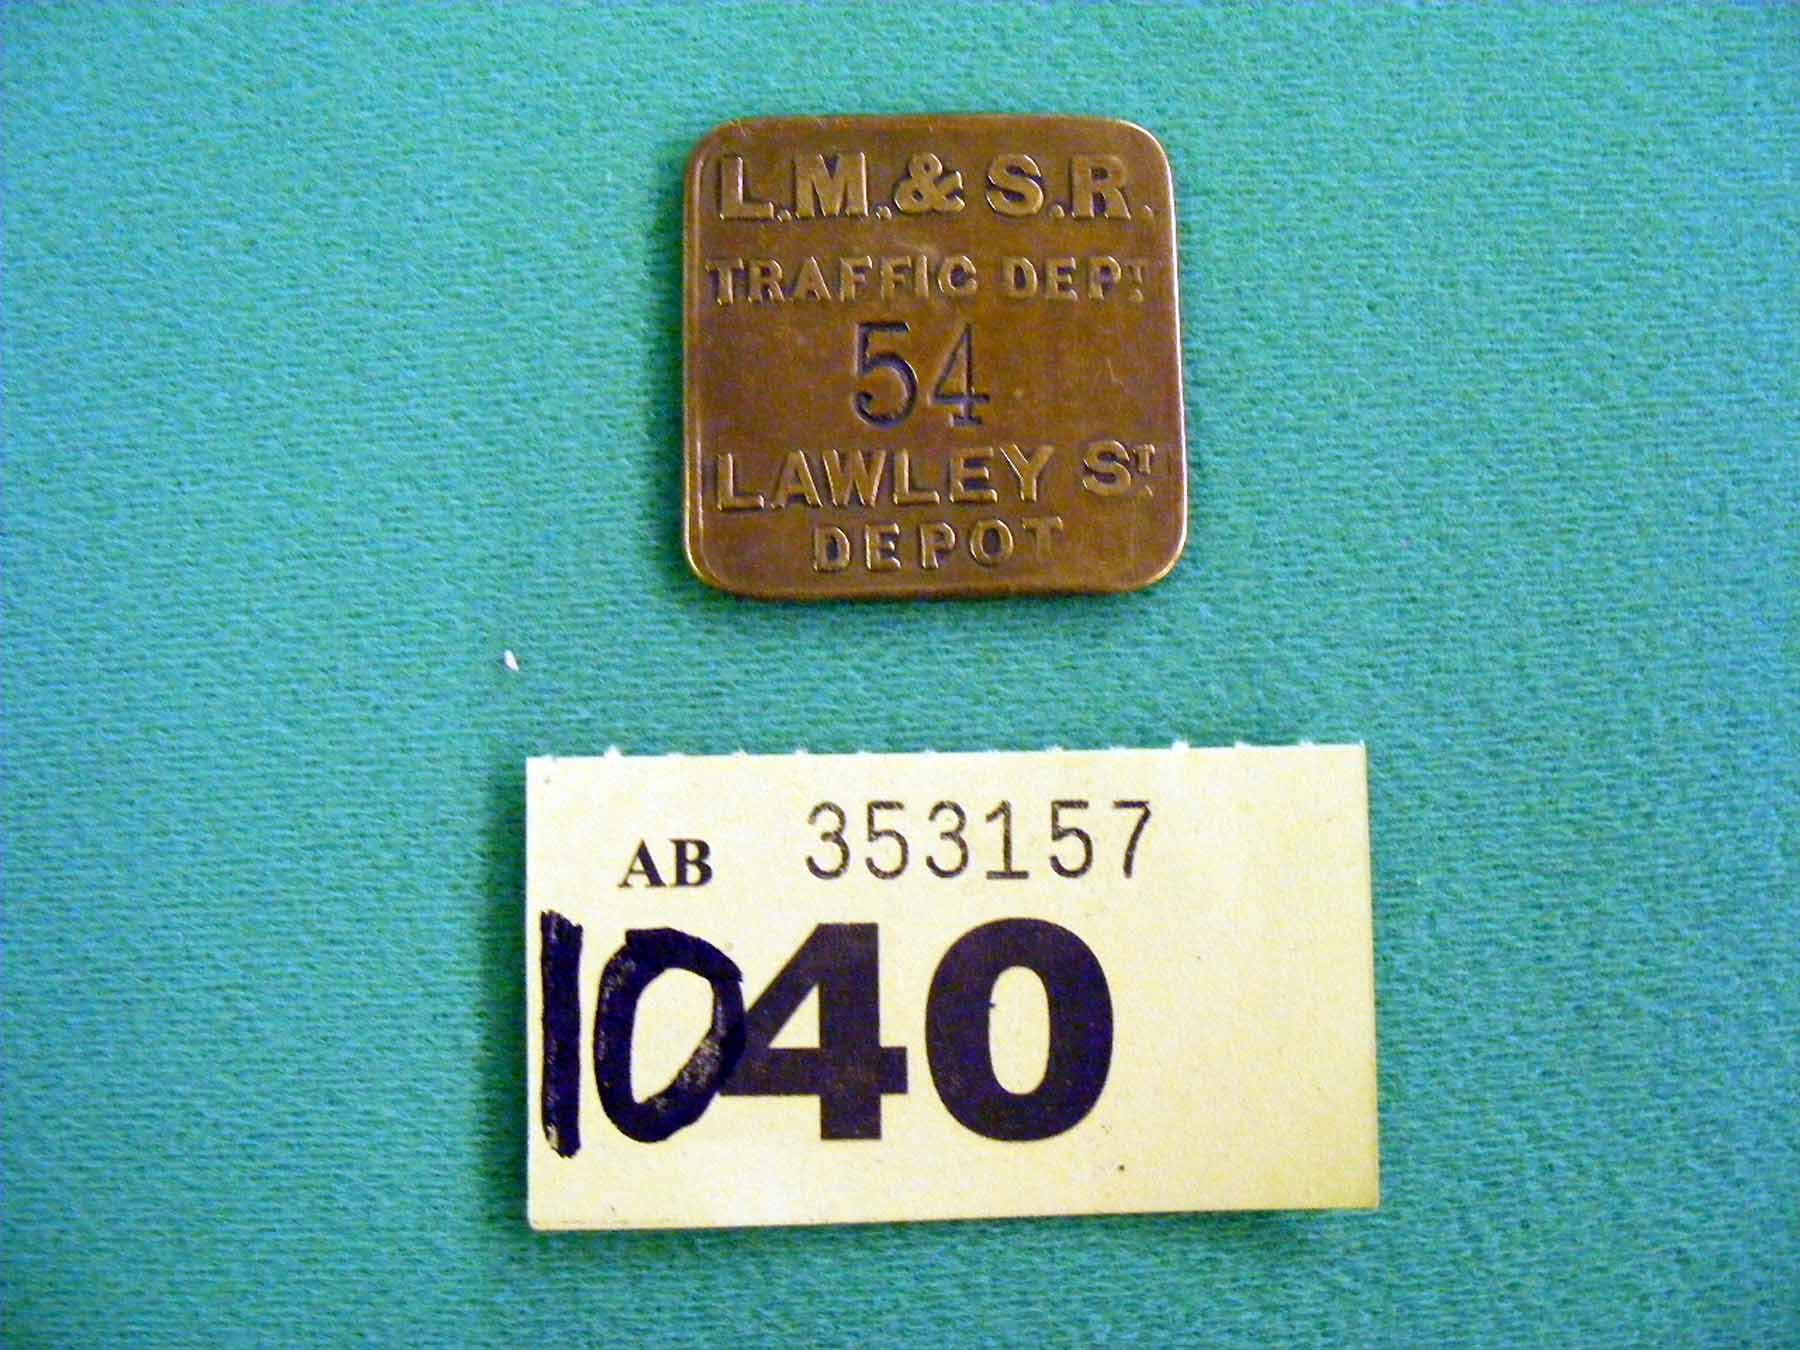 L.M.& S.R.
TRAFFIC DEPT.
54
LAWLEY ST.
DEPOT
AB 353157
1040